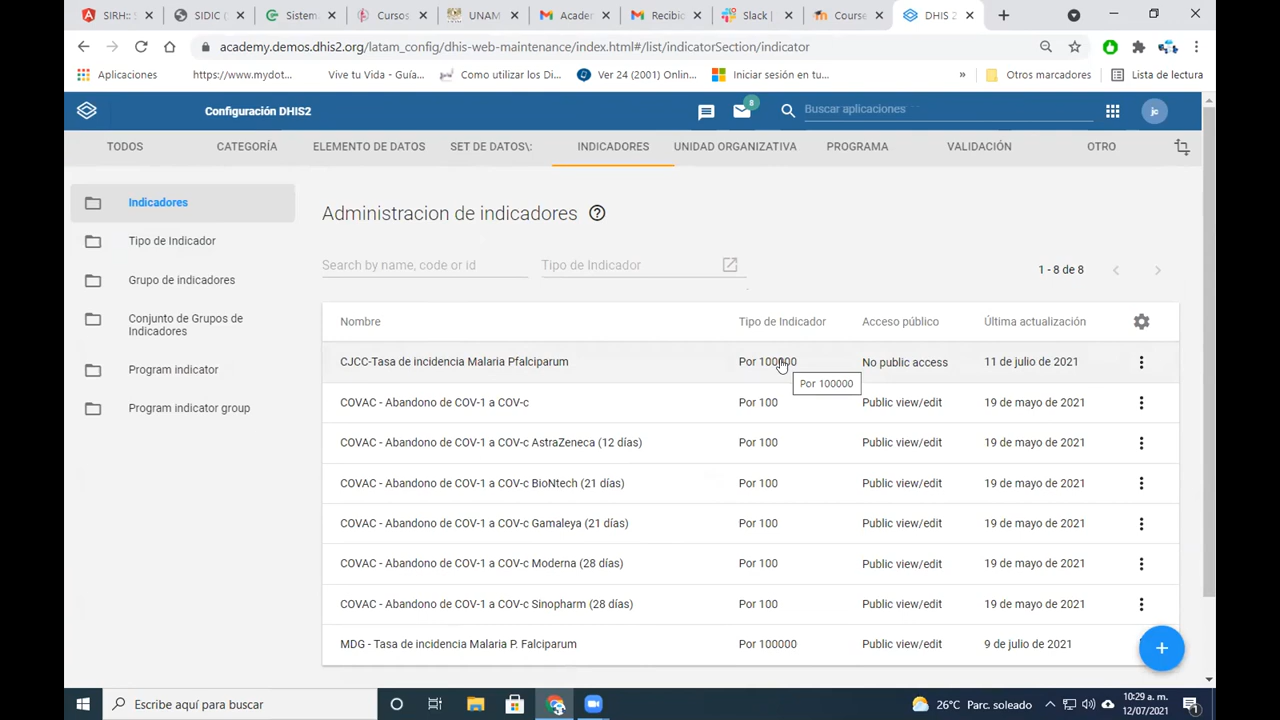 SIRH::
SIDIC (
Sistem
Cursos
UNAM
Acade
Recibic
Slack |
Course
DHIS 2
academy.demos.dhis2.org/latam_config/dhis-web-maintenance/index.html#/list/indicatorSection/indicator
Aplicaciones
https://www.mydot...
Vive tu Vida - Guía...
Como utilizar los Di...
Ver 24 (2001) Onlin...
Iniciar sesión en tu...
»
Otros marcadores
Lista de lectura
Configuración DHIS2
8
Buscar aplicaciones
jc
TODOS
CATEGORÍA
ELEMENTO DE DATOS
SET DE DATOS\:
INDICADORES
UNIDAD ORGANIZATIVA
PROGRAMA
VALIDACIÓN
OTRO
Indicadores
Tipo de Indicador
Grupo de indicadores
Conjunto de Grupos de
Indicadores
Program indicator
Program indicator group
Administracion de indicadores
Search by name, code or id
Tipo de Indicador
1 - 8 de 8
Nombre Tipo de Indicador Acceso público Última actualización
CJCC-Tasa de incidencia Malaria Pfalciparum Por 100000 No public access 11 de julio de 2021
Por 100000
COVAC - Abandono de COV-1 a COV-c Por 100 Public view/edit 19 de mayo de 2021
COVAC - Abandono de COV-1 a COV-c AstraZeneca (12 días) Por 100 Public view/edit 19 de mayo de 2021
COVAC - Abandono de COV-1 a COV-c BioNtech (21 días) Por 100 Public view/edit 19 de mayo de 2021
COVAC - Abandono de COV-1 a COV-c Gamaleya (21 días) Por 100 Public view/edit 19 de mayo de 2021
COVAC - Abandono de COV-1 a COV-c Moderna (28 días) Por 100 Public view/edit 19 de mayo de 2021
COVAC - Abandono de COV-1 a COV-c Sinopharm (28 días) Por 100 Public view/edit 19 de mayo de 2021
MDG - Tasa de incidencia Malaria P. Falciparum Por 100000 Public view/edit 9 de julio de 2021
Escribe aquí para buscar
26°C Parc. soleado
10:29 a. m.
12/07/2021
1